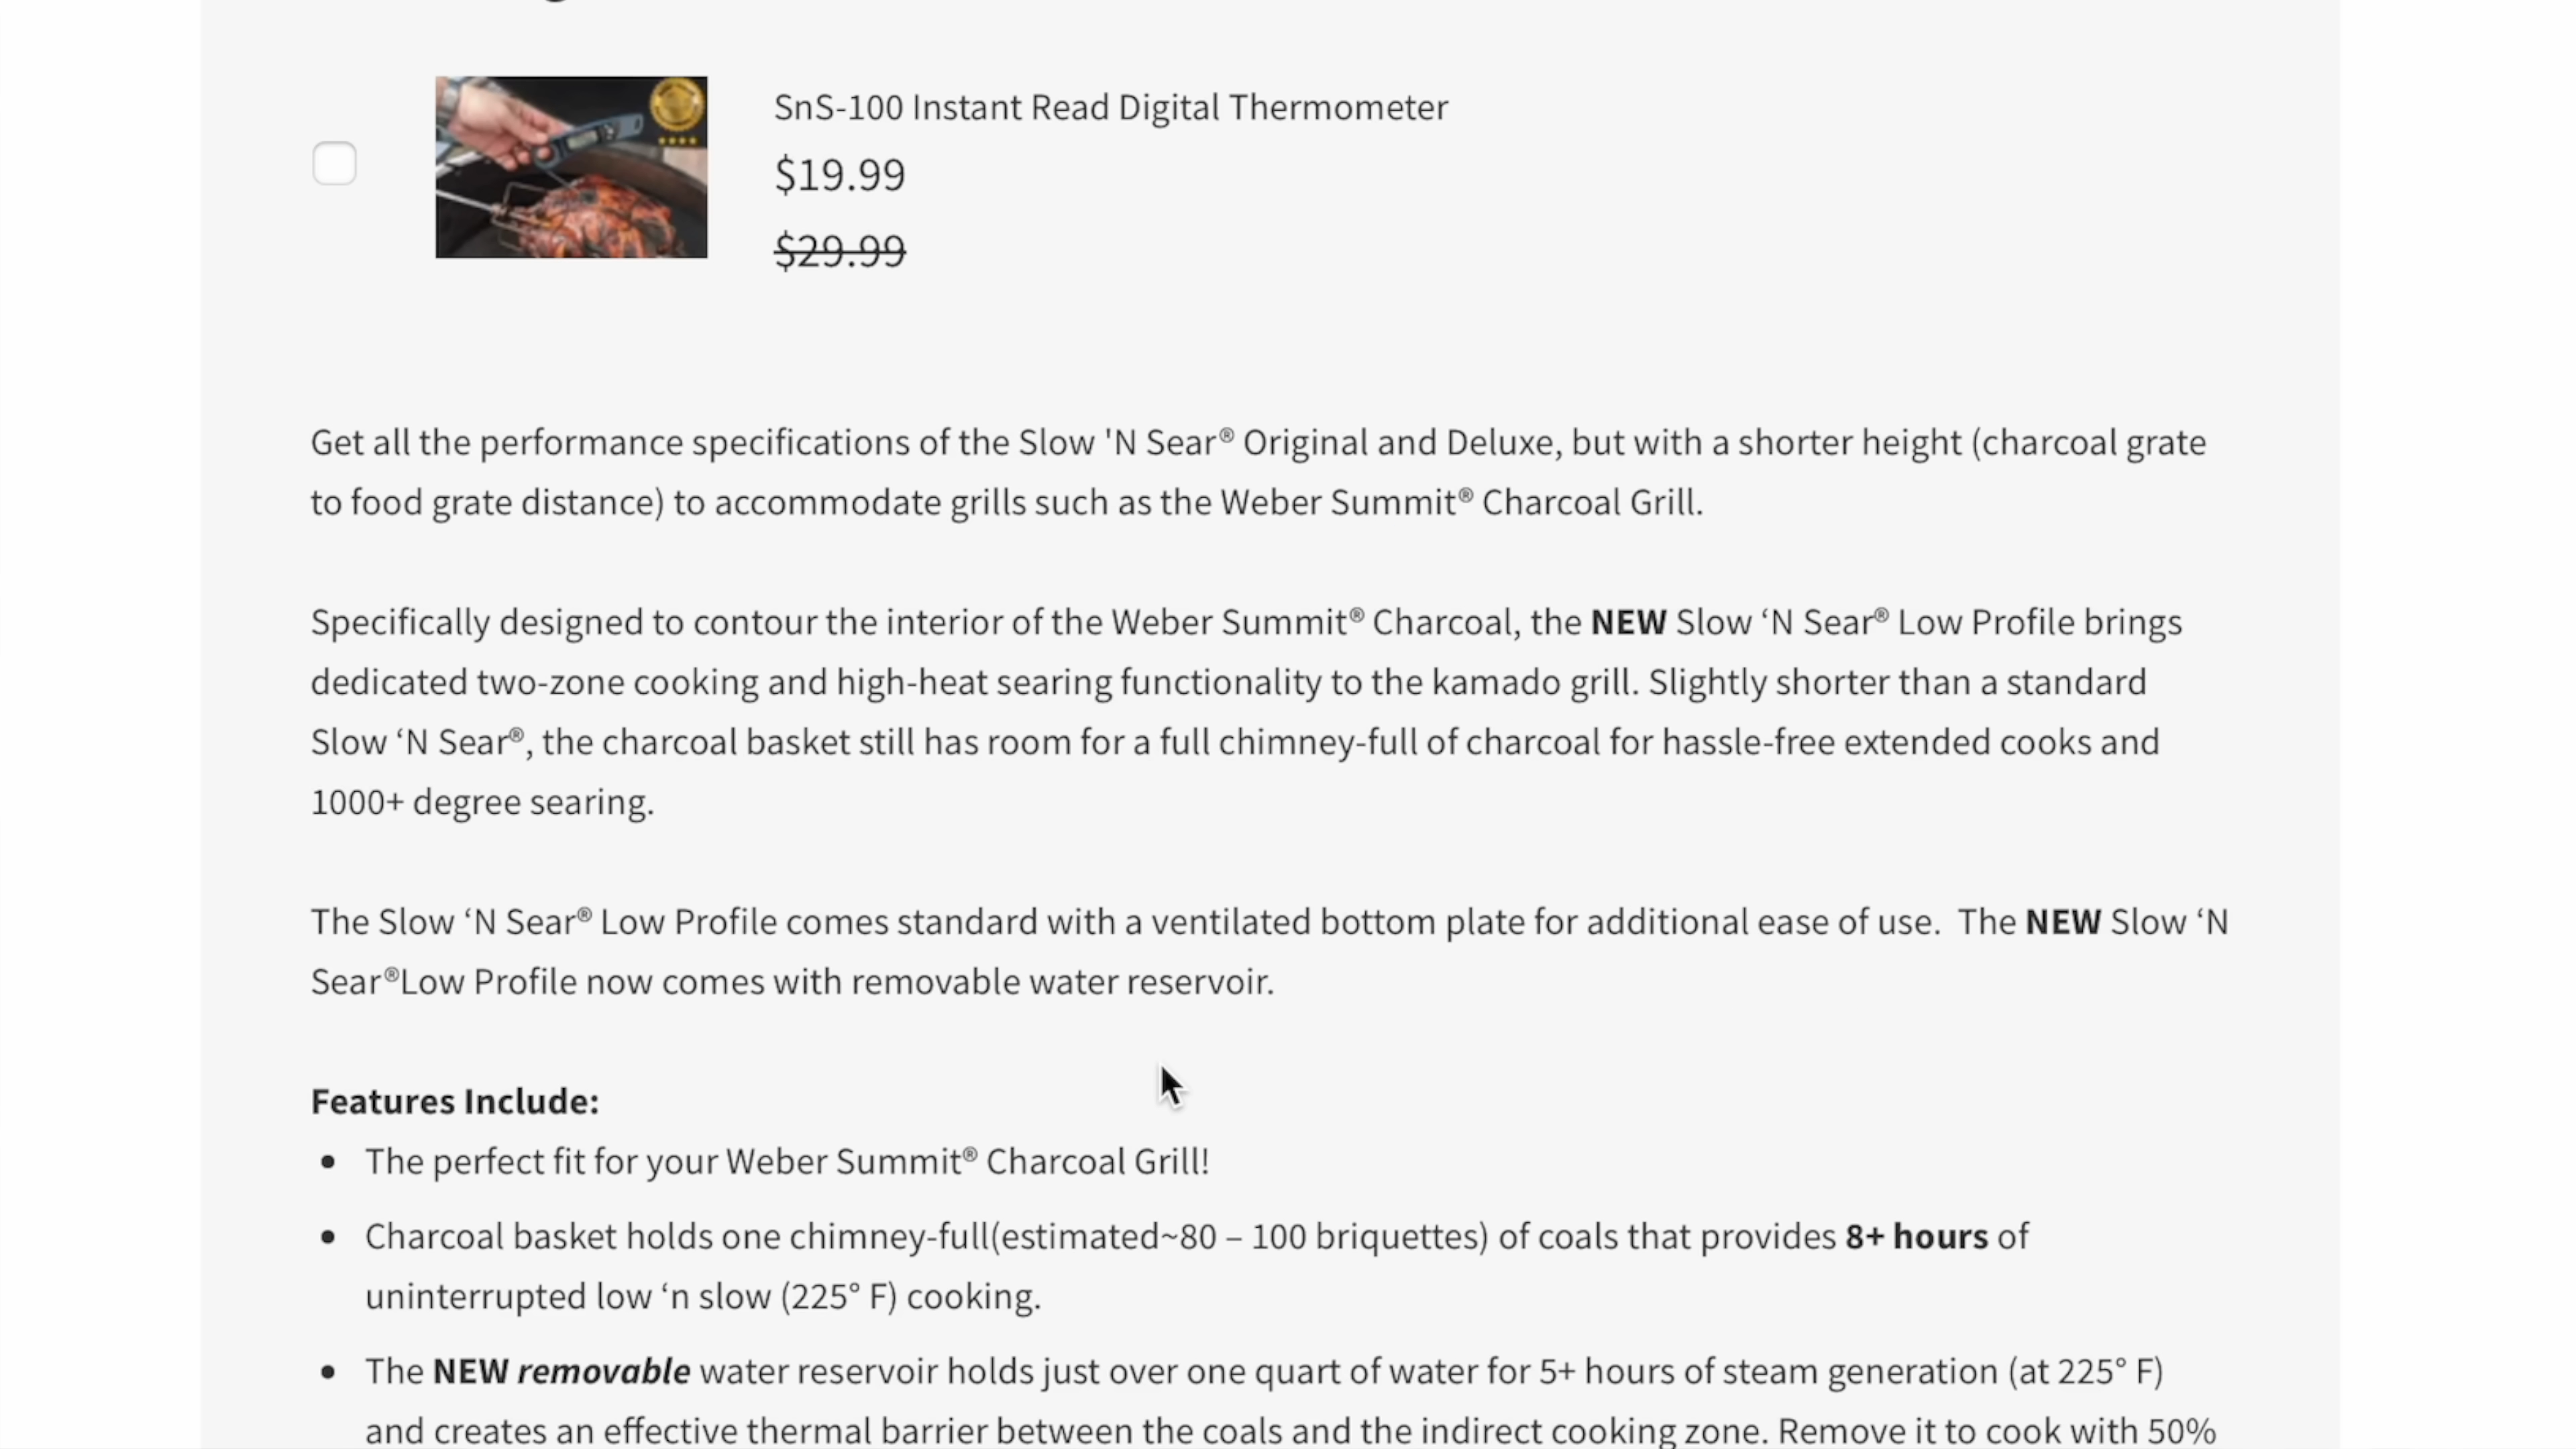 SnS-100 Instant Read Digital Thermometer
$19.99
$29.99
Get all the performance specifications of the Slow 'N Sear® Original and Deluxe, but with a shorter height (charcoal grate
to food grate distance) to accommodate grills such as the Weber Summit® Charcoal Grill.
Specifically designed to contour the interior of the Weber Summit® Charcoal, the NEW Slow ‘N Sear® Low Profile brings
dedicated two-zone cooking and high-heat searing functionality to the kamado grill. Slightly shorter than a standard
Slow ‘N Sear®, the charcoal basket still has room for a full chimney-full of charcoal for hassle-free extended cooks and
1000+ degree searing.
The Slow ‘N Sear® Low Profile comes standard with a ventilated bottom plate for additional ease of use.  The NEW Slow ‘N
Sear®Low Profile now comes with removable water reservoir.
Features Include:
• The perfect fit for your Weber Summit® Charcoal Grill!
• Charcoal basket holds one chimney-full(estimated~80 – 100 briquettes) of coals that provides 8+ hours of
uninterrupted low ‘n slow (225° F) cooking.
• The NEW removable water reservoir holds just over one quart of water for 5+ hours of steam generation (at 225° F)
and creates an effective thermal barrier between the coals and the indirect cooking zone. Remove it to cook with 50%